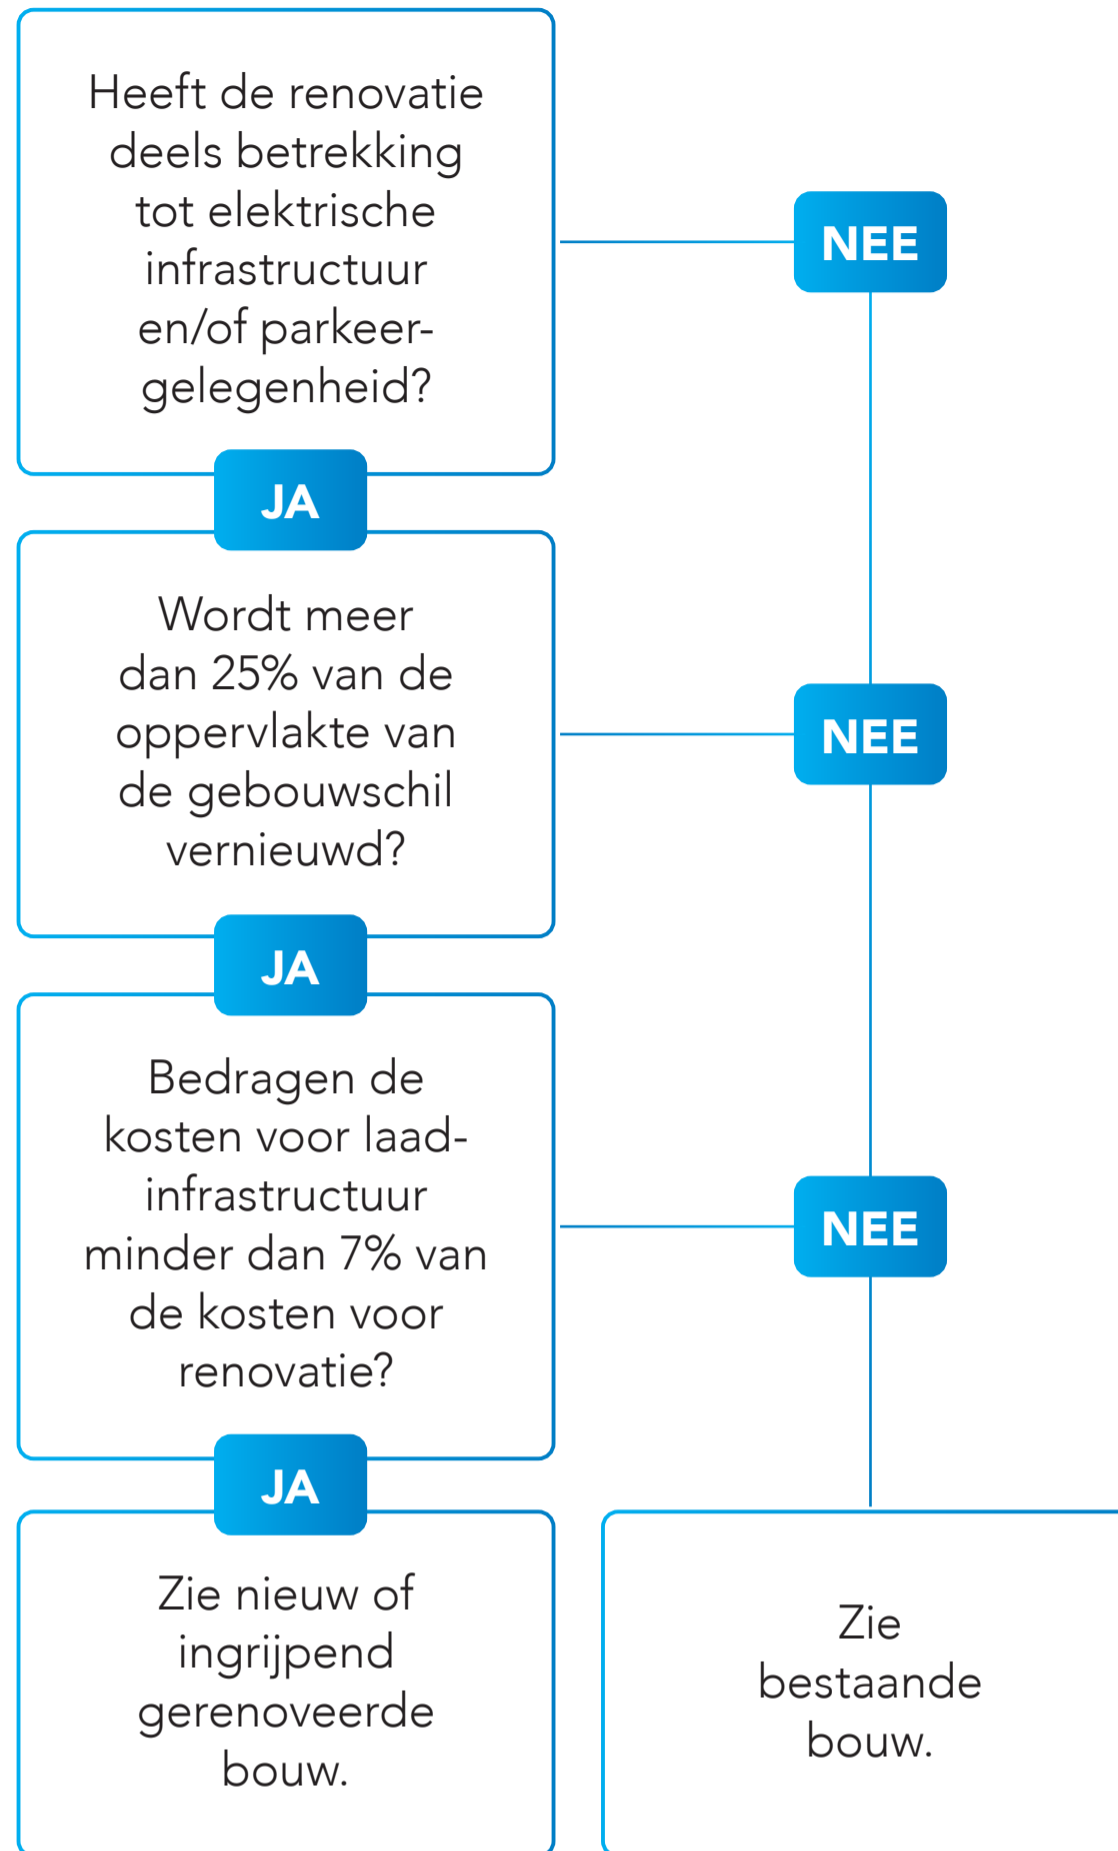 Heeft de renovatie
deels betrekking
tot elektrische
infrastructuur
en/of parkeer-
gelegenheid?
NEE
JA
Wordt meer
dan 25% van de
oppervlakte van
de gebouwschil
vernieuwd?
NEE
JA
Bedragen de
kosten voor laad-
infrastructuur
minder dan 7% van
de kosten voor
renovatie?
NEE
JA
Zie nieuw of
ingrijpend
gerenoveerde
bouw.
Zie
bestaande
bouw.